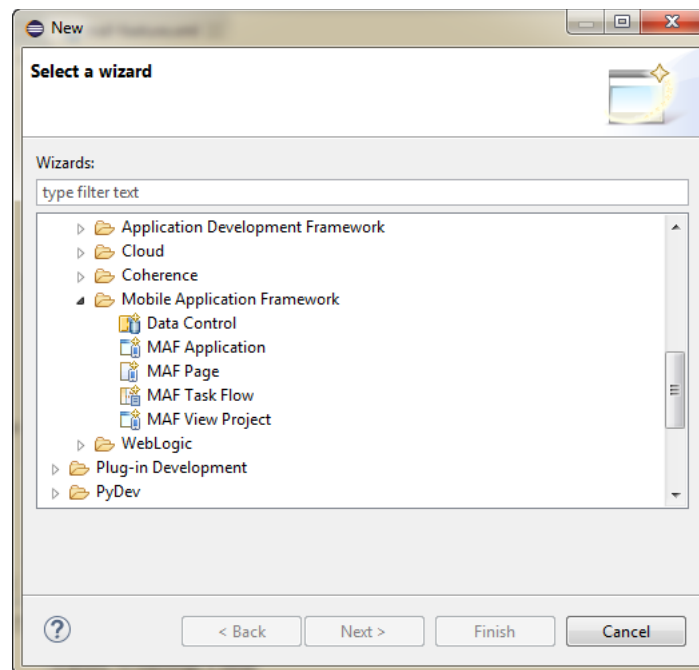 New
Select a wizard
Wizards:
type filter text
Application Development Framework
Cloud
Coherence
Mobile Application Framework
Data Control
MAF Application
MAF Page
MAF Task Flow
MAF View Project
WebLogic
Plug-in Development
PyDev
?
< Back Next > Finish Cancel